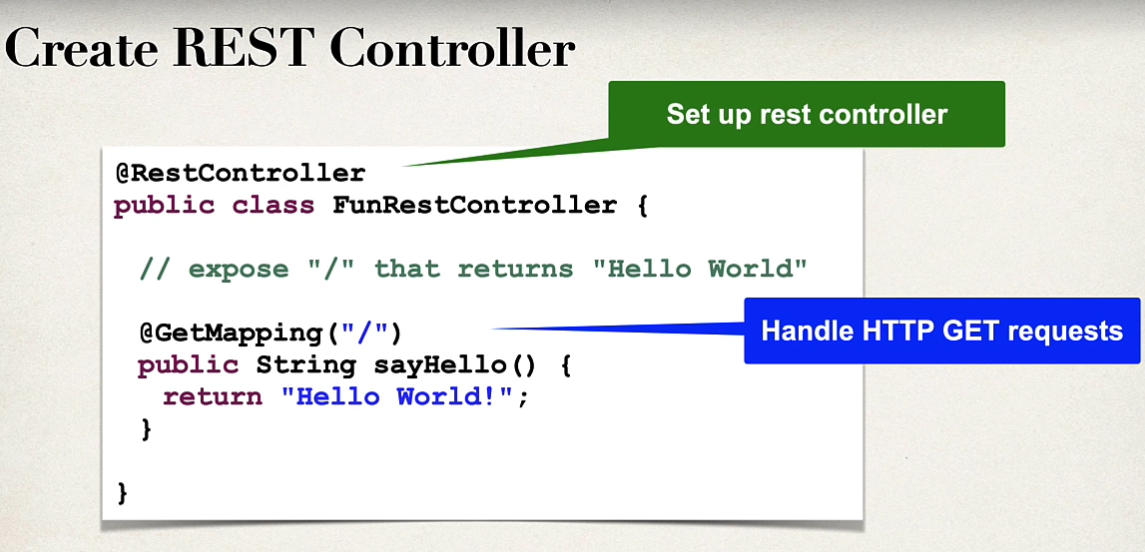 Create REST Controller
Set up rest controller
@RestController
public class FunRestController {
// expose "/" that returns "Hello World"
@GetMapping("/")
Handle HTTP GET requests
public String sayHello() {
return "Hello World!";
}
}